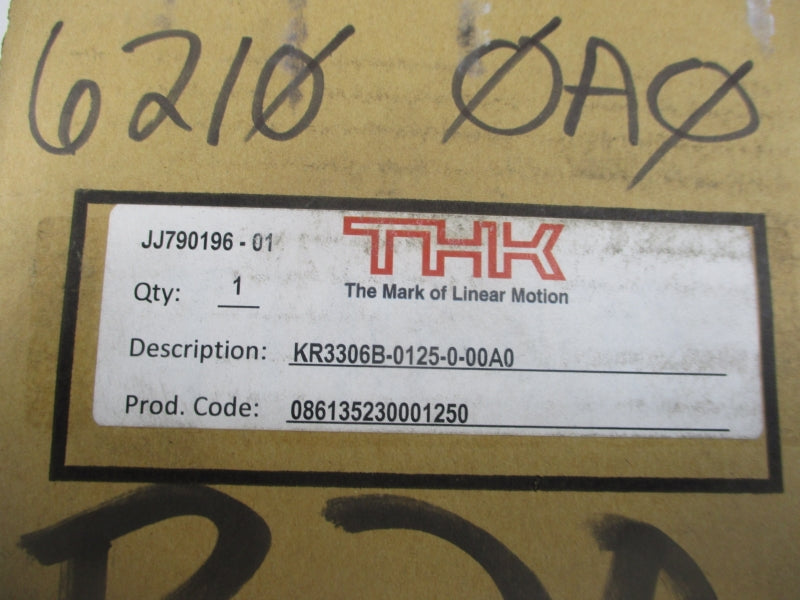 6210 0A0
JJ790196 - 01
THK
The Mark of Linear Motion
Qty: 1
Description: KR3306B-0125-0-00A0
Prod. Code: 086135230001250